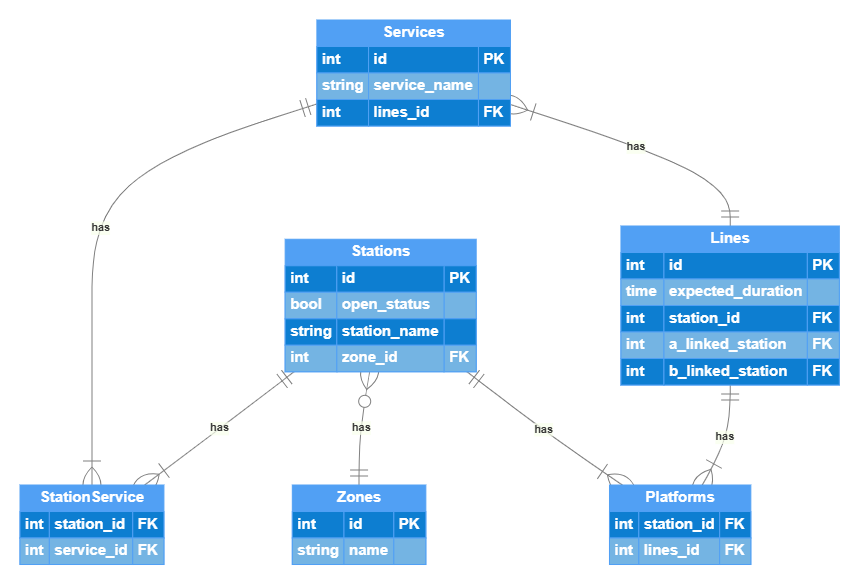 Services
int id PK
string service_name
int lines_id FK
has
has
Stations
int id PK
bool open_status
string station_name
int zone_id FK
Lines
int id PK
time expected_duration
int station_id FK
int a_linked_station FK
int b_linked_station FK
has
has
has
has
StationService
int station_id FK
int service_id FK
Zones
int id PK
string name
Platforms
int station_id FK
int lines_id FK